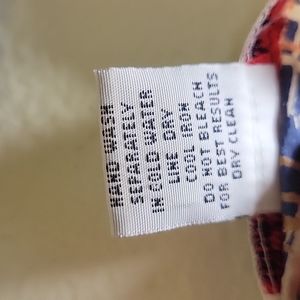 HAND WASH
SEPARATELY
IN COLD WATER
LINE DRY
COOL IRON
DO NOT BLEACH
FOR BEST RESULTS
DRY CLEAN